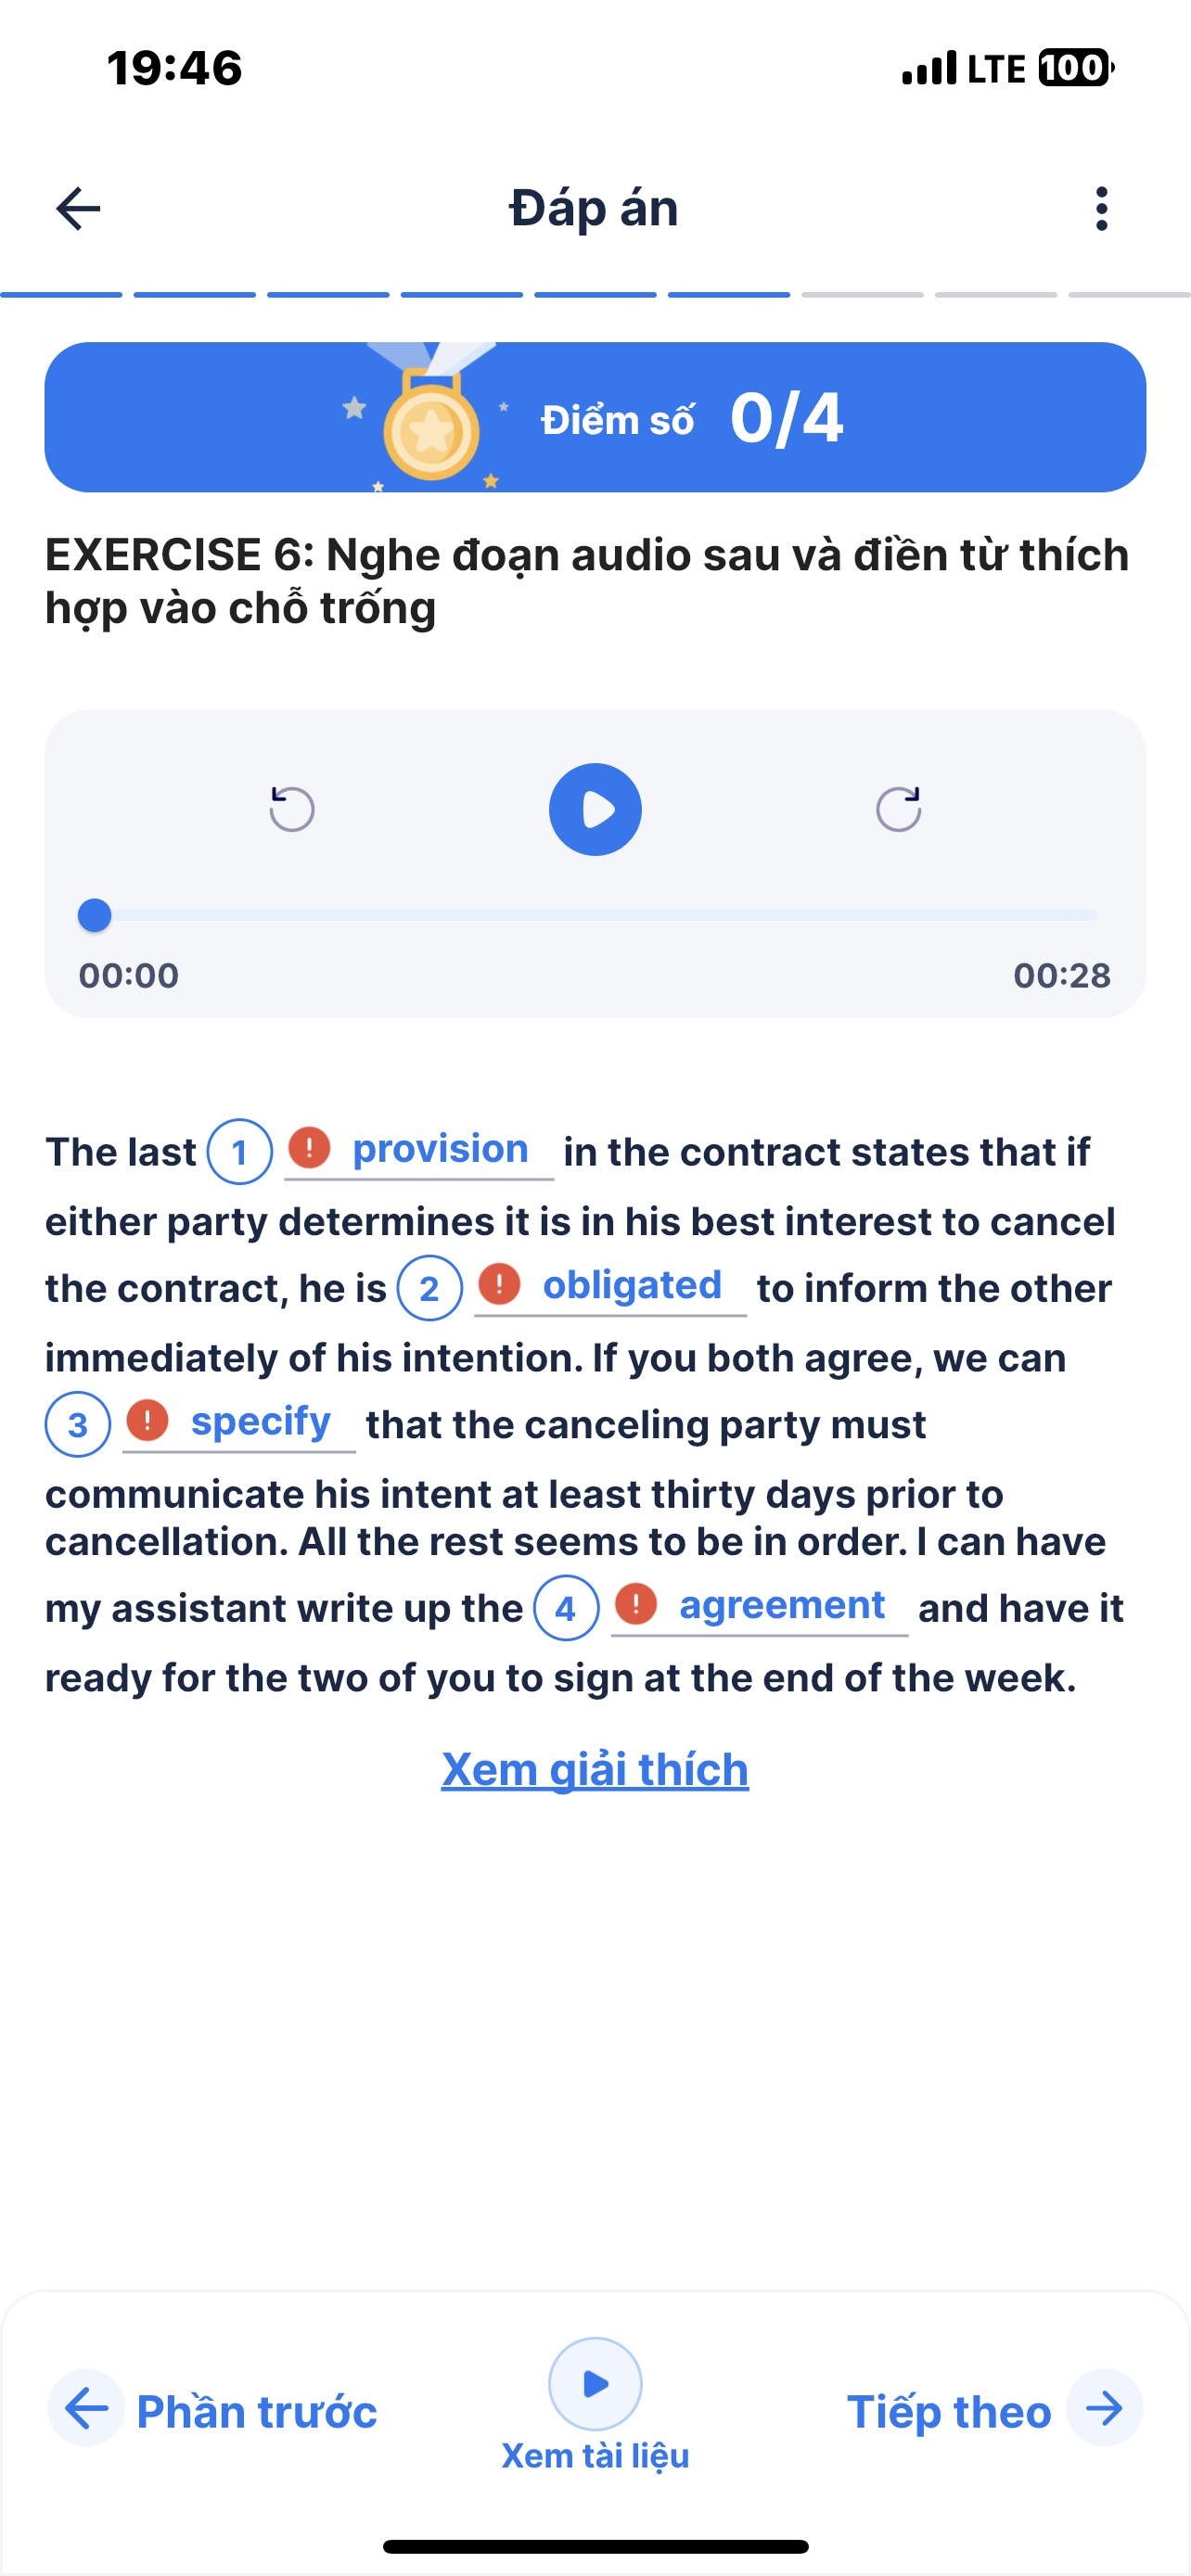 19:46 LTE 100
Đáp án
Điểm số 0/4
EXERCISE 6: Nghe đoạn audio sau và điền từ thích
hợp vào chỗ trống
00:00 00:28
The last 1 ! provision in the contract states that if
either party determines it is in his best interest to cancel
the contract, he is 2 ! obligated to inform the other
immediately of his intention. If you both agree, we can
3 ! specify that the canceling party must
communicate his intent at least thirty days prior to
cancellation. All the rest seems to be in order. I can have
my assistant write up the 4 ! agreement and have it
ready for the two of you to sign at the end of the week.
Xem giải thích
Phần trước Tiếp theo
Xem tài liệu